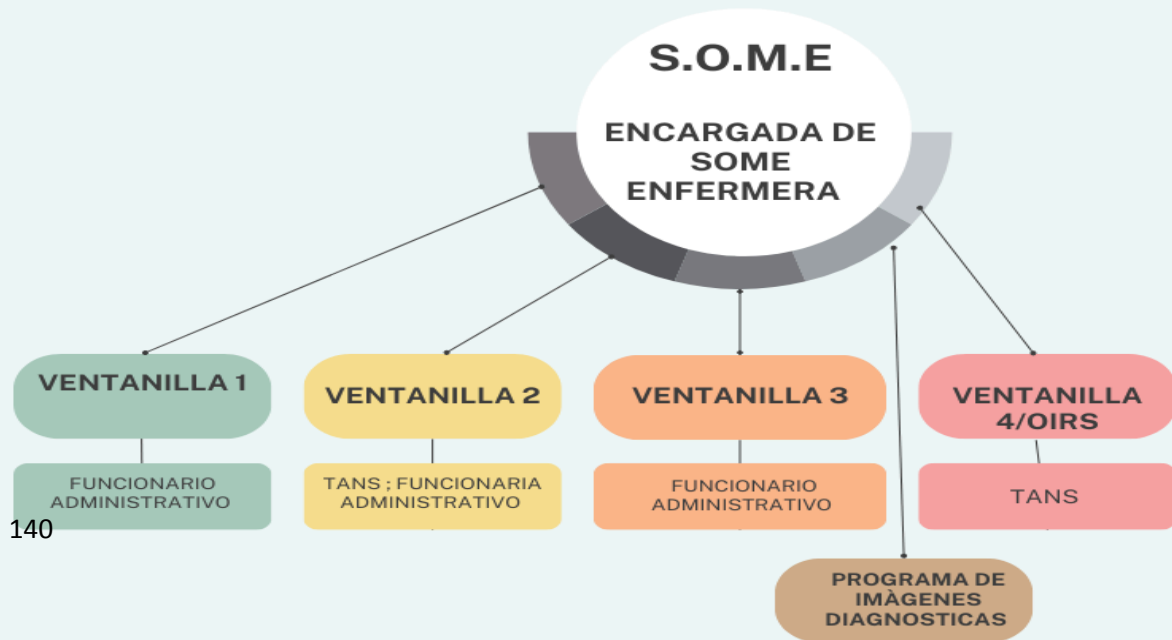 S.O.M.E
ENCARGADA DE
SOME
ENFERMERA
VENTANILLA 1
FUNCIONARIO
ADMINISTRATIVO
VENTANILLA 2
TANS ; FUNCIONARIA
ADMINISTRATIVO
VENTANILLA 3
FUNCIONARIO
ADMINISTRATIVO
VENTANILLA
4/OIRS
TANS
140
PROGRAMA DE
IMÀGENES
DIAGNOSTICAS